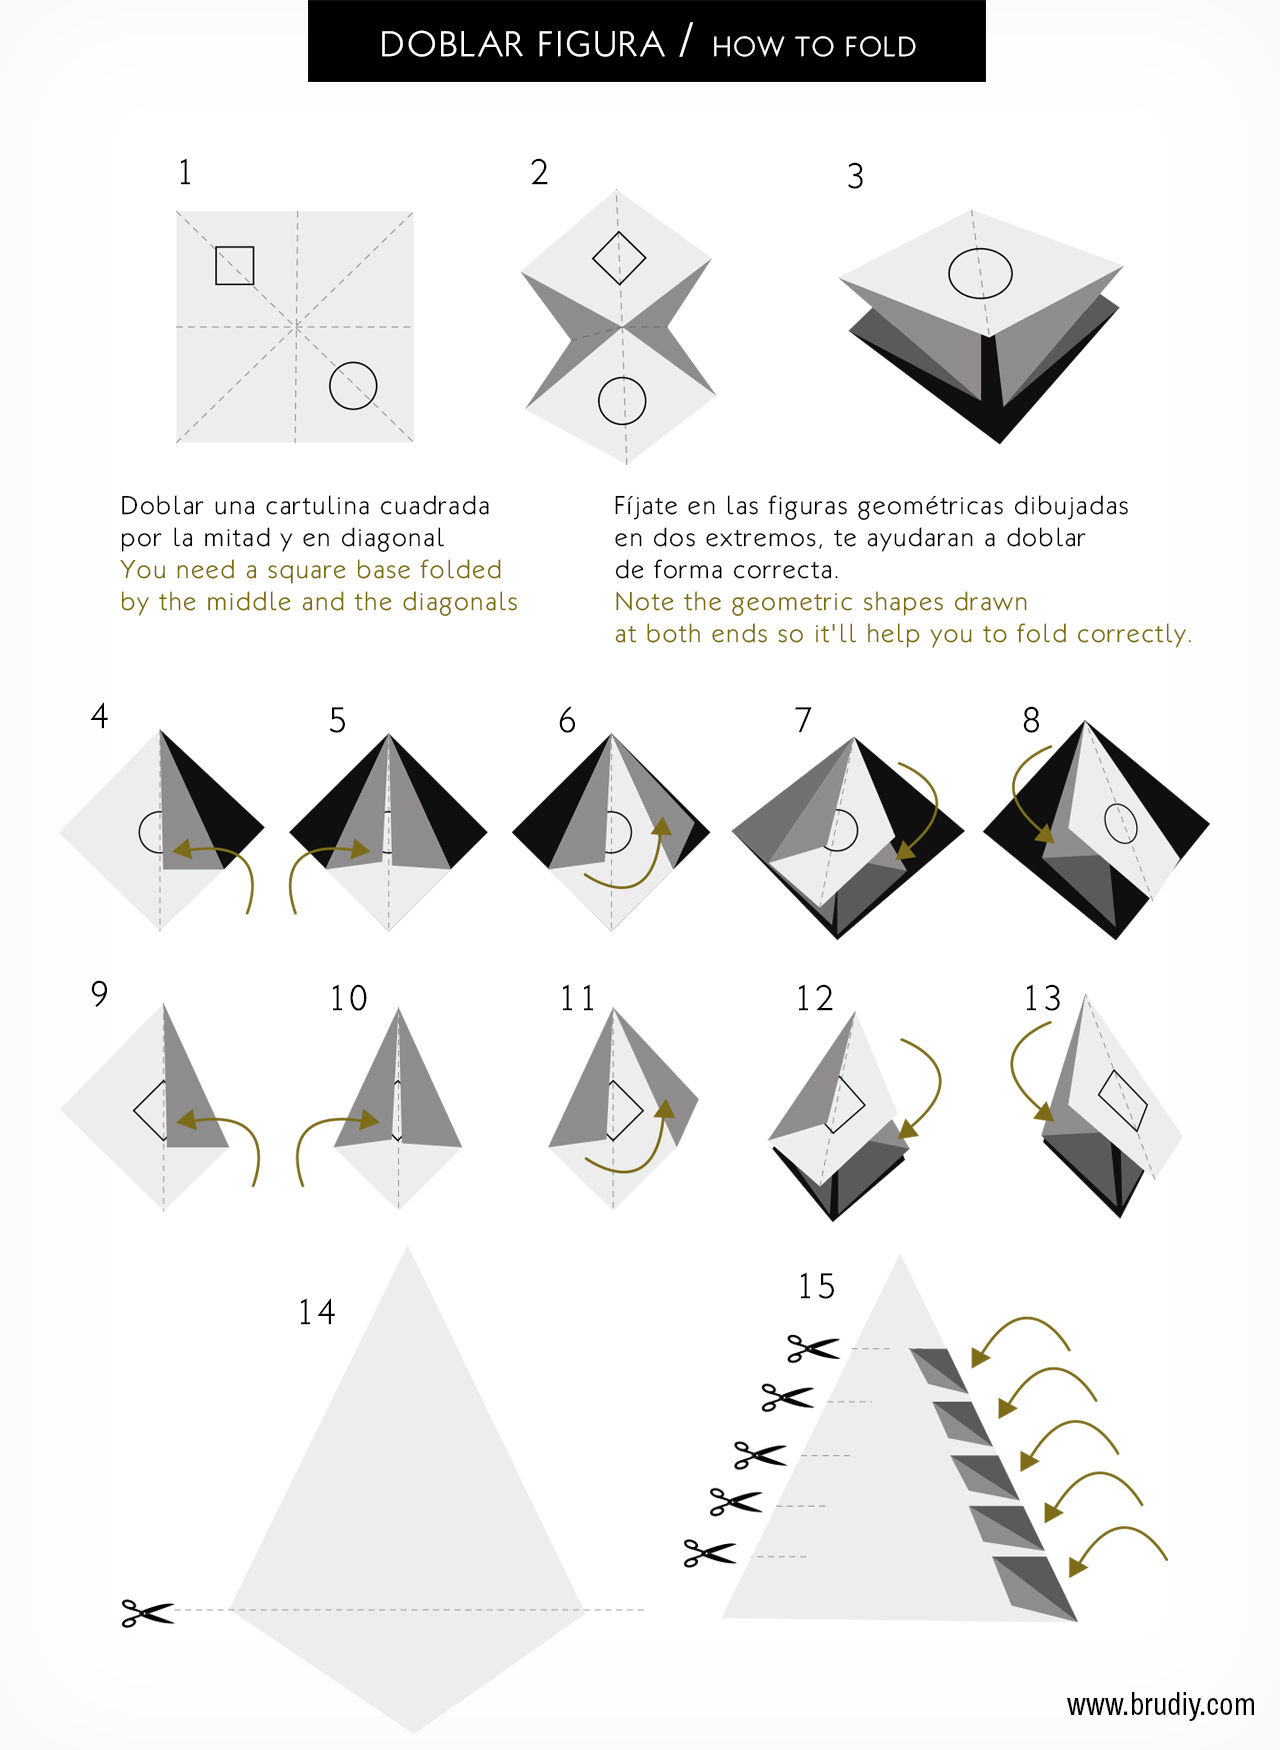 DOBLAR FIGURA / HOW TO FOLD
1
2
3
Doblar una cartulina cuadrada
por la mitad y en diagonal
You need a square base folded
by the middle and the diagonals
Fíjate en las figuras geométricas dibujadas
en dos extremos, te ayudaran a doblar
de forma correcta.
Note the geometric shapes drawn
at both ends so it'll help you to fold correctly.
4
5
6
7
8
9
10
11
12
13
14
15
www.brudiy.com